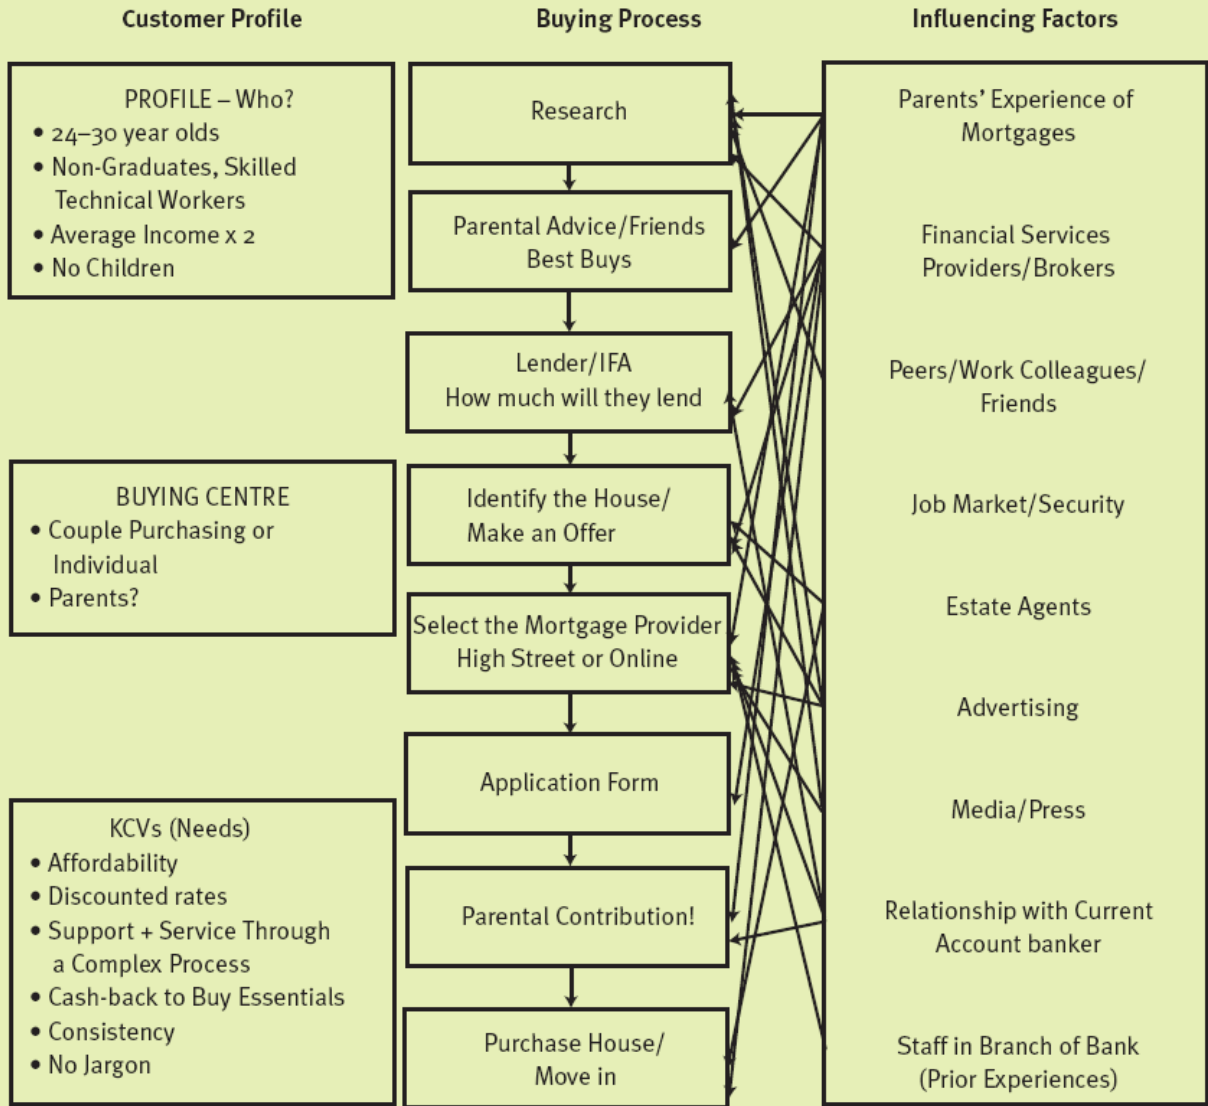 Customer Profile
Buying Process
Influencing Factors
PROFILE – Who?
• 24–30 year olds
• Non-Graduates, Skilled
Technical Workers
• Average Income x 2
• No Children
BUYING CENTRE
• Couple Purchasing or
Individual
• Parents?
KCVs (Needs)
• Affordability
• Discounted rates
• Support + Service Through
a Complex Process
• Cash-back to Buy Essentials
• Consistency
• No Jargon
Research
Parental Advice/Friends
Best Buys
Lender/IFA
How much will they lend
Identify the House/
Make an Offer
Select the Mortgage Provider
High Street or Online
Application Form
Parental Contribution!
Purchase House/
Move in
Parents’ Experience of
Mortgages
Financial Services
Providers/Brokers
Peers/Work Colleagues/
Friends
Job Market/Security
Estate Agents
Advertising
Media/Press
Relationship with Current
Account banker
Staff in Branch of Bank
(Prior Experiences)